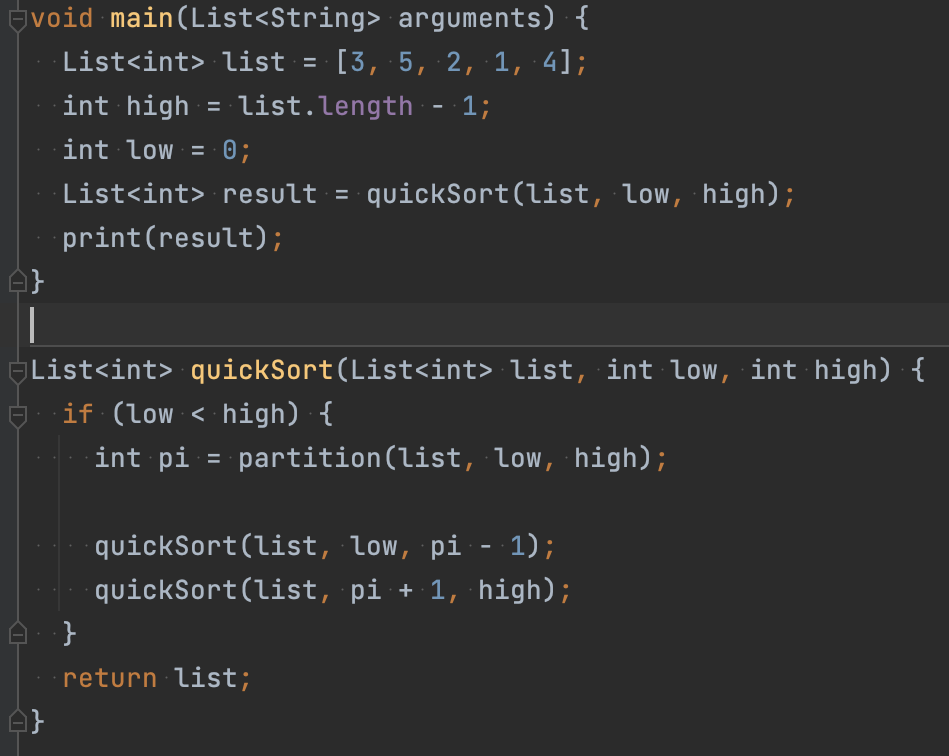 void main(List<String> arguments) {
  List<int> list = [3, 5, 2, 1, 4];
  int high = list.length - 1;
  int low = 0;
  List<int> result = quickSort(list, low, high);
  print(result);
}

List<int> quickSort(List<int> list, int low, int high) {
  if (low < high) {
    int pi = partition(list, low, high);

    quickSort(list, low, pi - 1);
    quickSort(list, pi + 1, high);
  }
  return list;
}